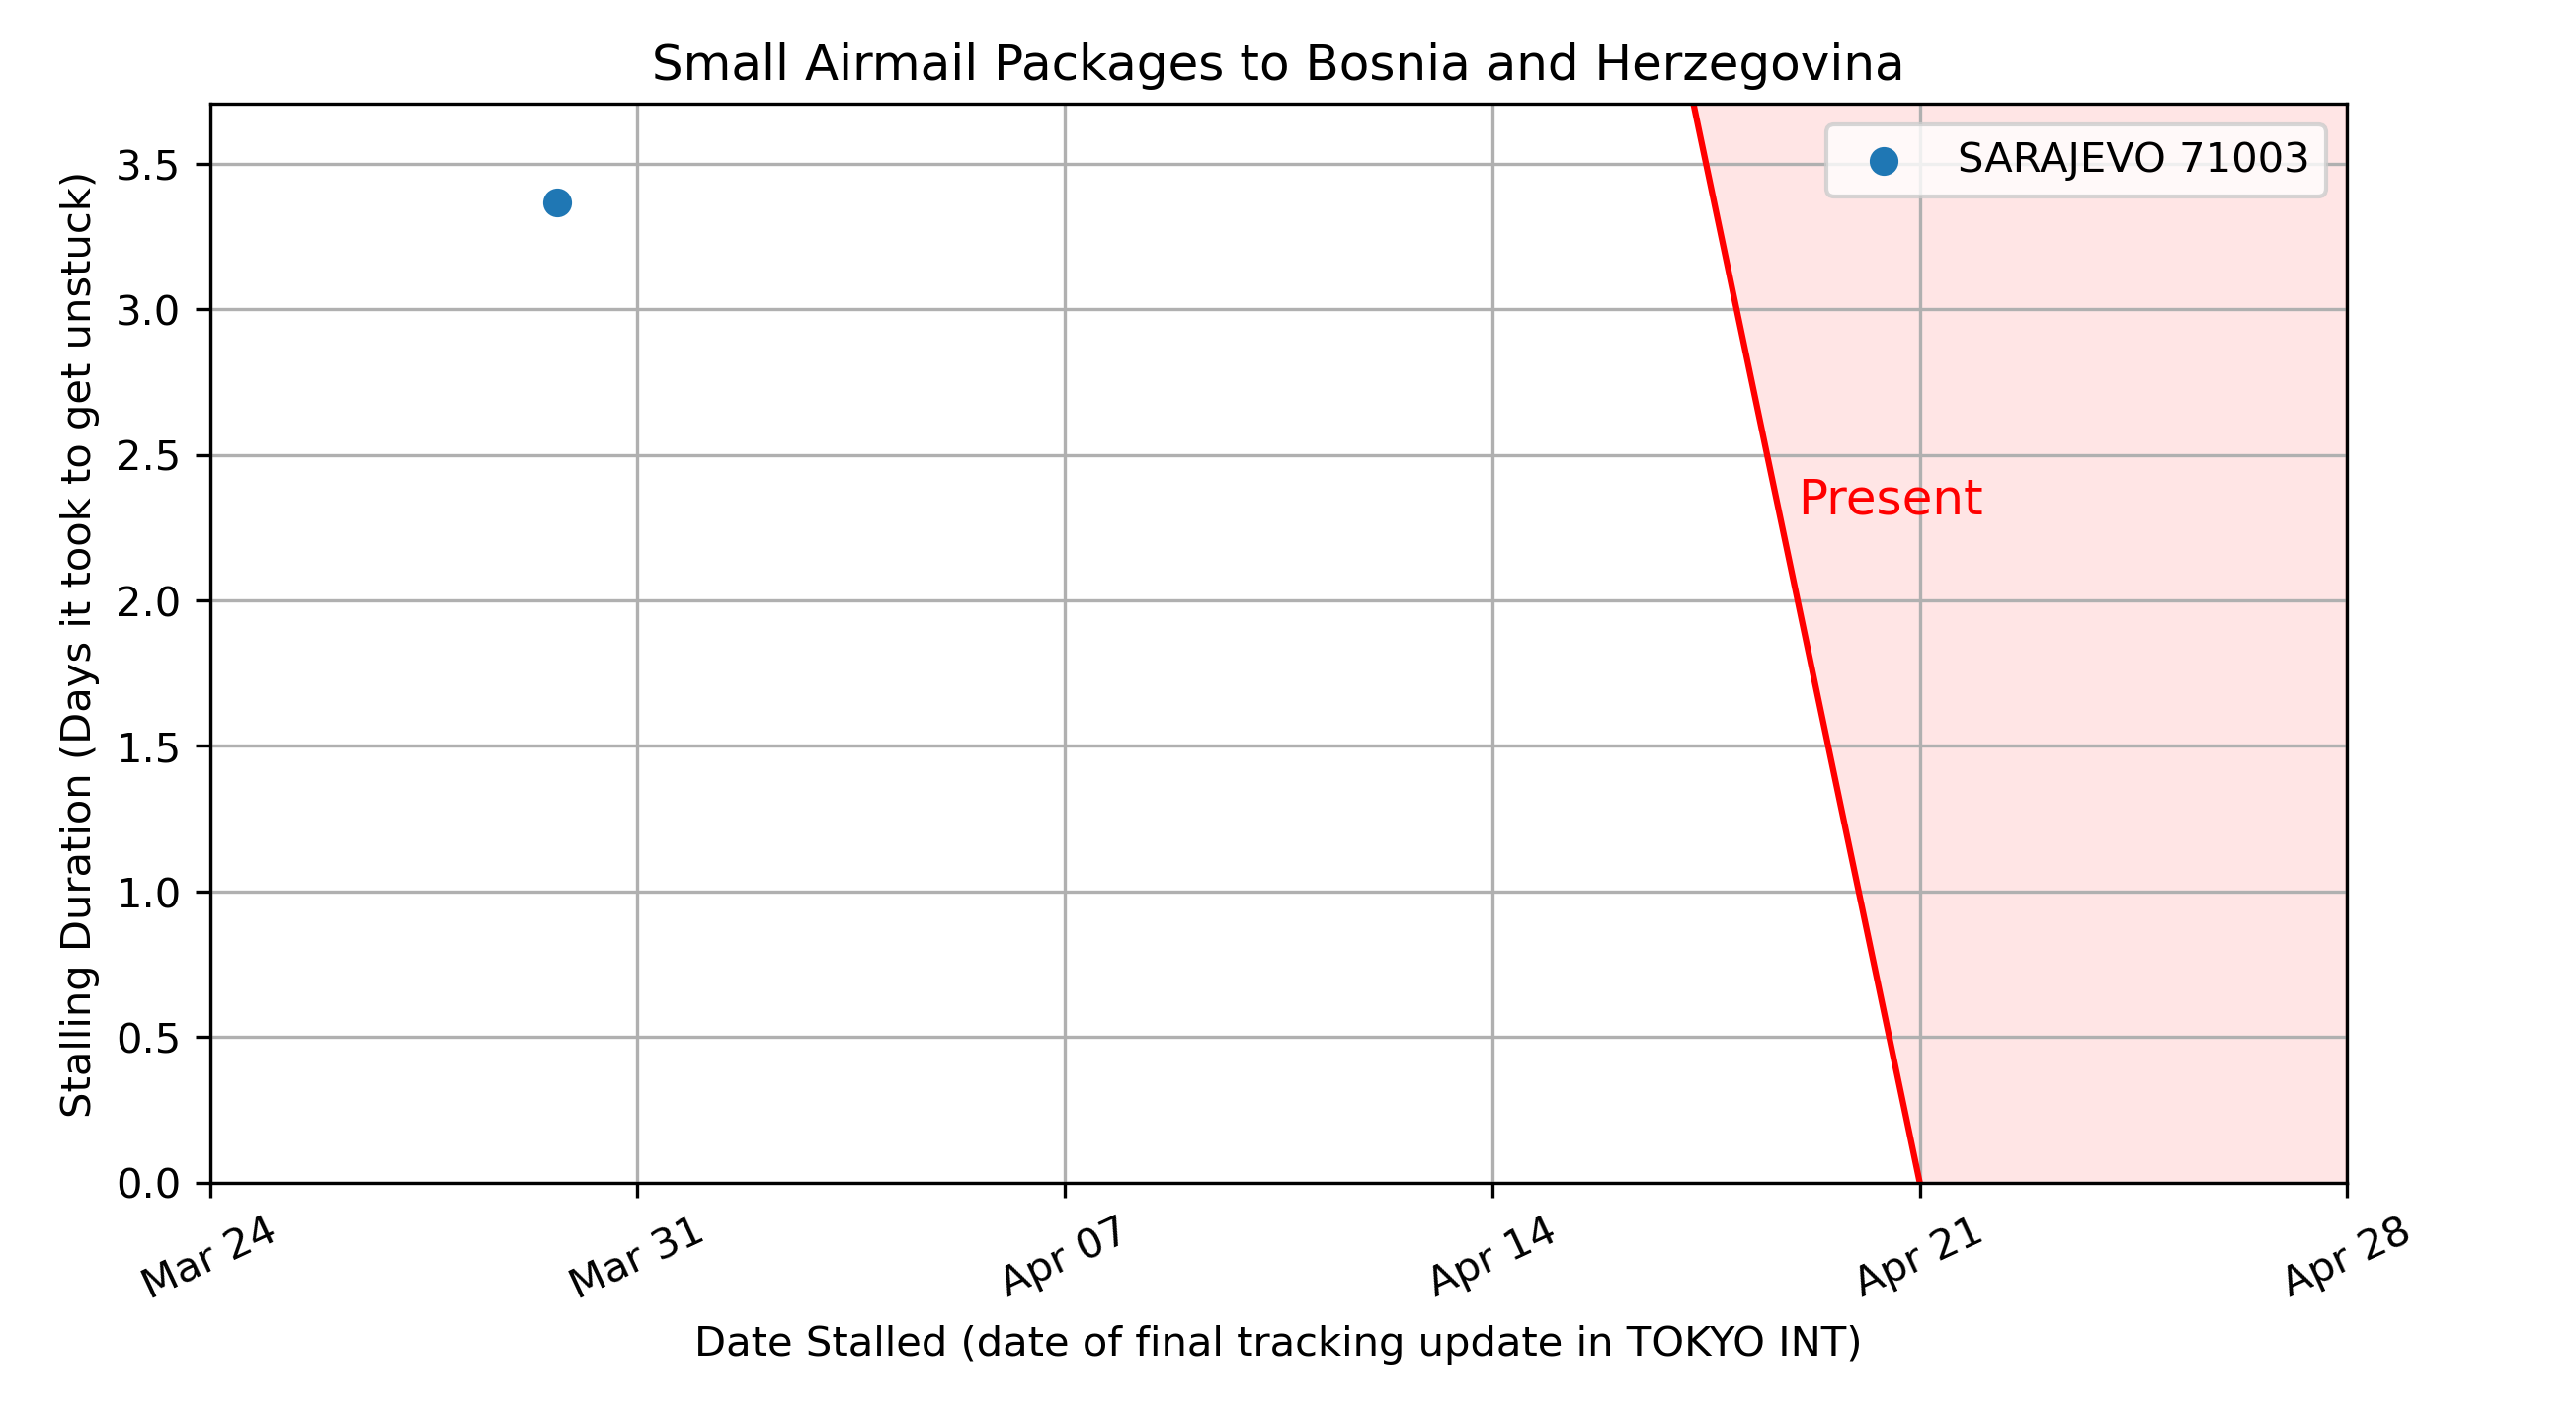 Small Airmail Packages to Bosnia and Herzegovina
Stalling Duration (Days it took to get unstuck)
3.5
3.0
2.5
2.0
1.5
1.0
0.5
0.0
SARAJEVO 71003
Present
Mar 24
Mar 31
Apr 07
Apr 14
Apr 21
Apr 28
Date Stalled (date of final tracking update in TOKYO INT)